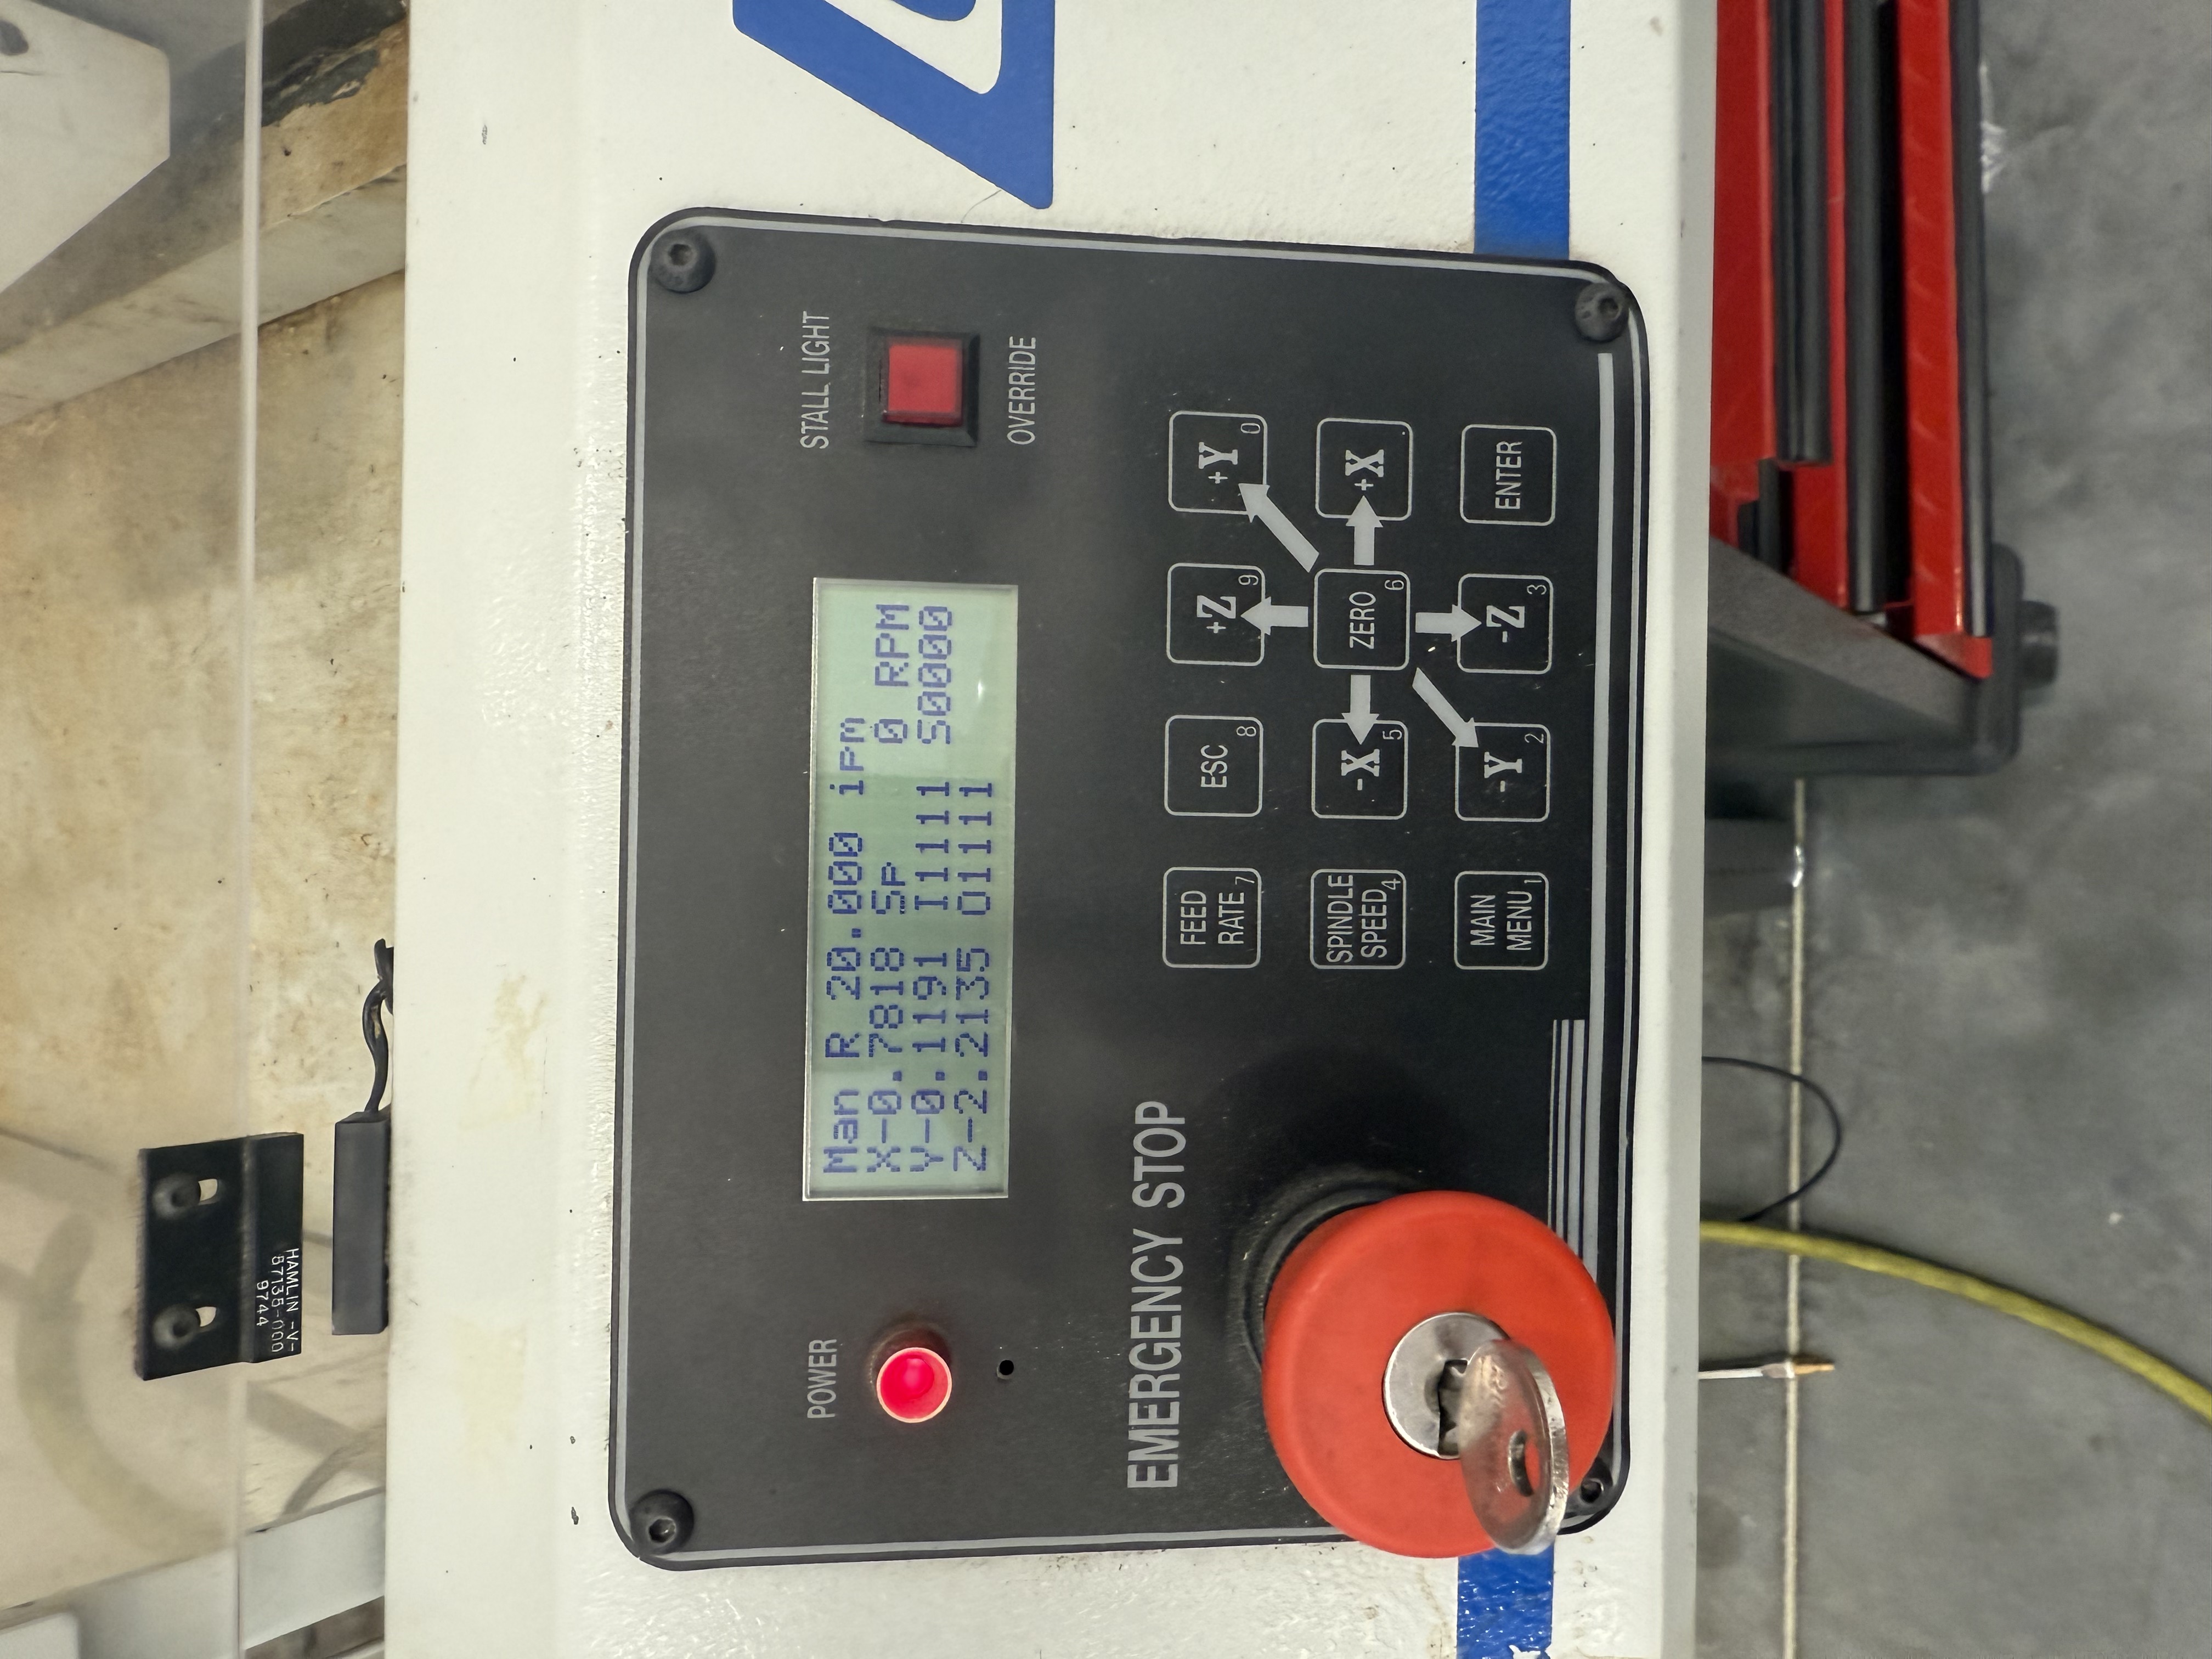 HAMLIN -V-
57135-000
9744
POWER
STALL LIGHT
Man R 20.000 ipm
X-0.7818 Sp 0 RPM
Y-0.1191 I1111 S0000
Z-2.2135 O1111
OVERRIDE
EMERGENCY STOP
FEED RATE 7
ESC 8
+Z 9
+Y 0
SPINDLE SPEED 4
-X 5
ZERO 6
+X
MAIN MENU 1
-Y 2
-Z 3
ENTER